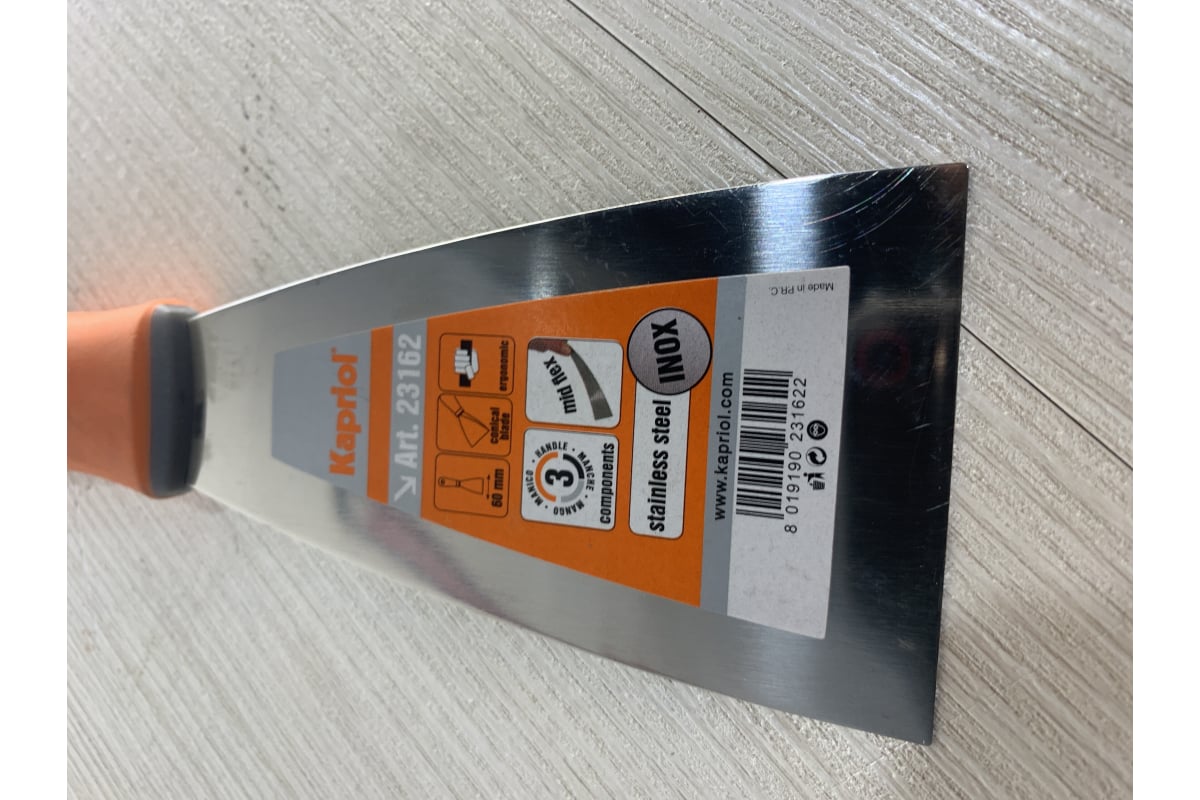 Kapriol®
Art. 23162
60 mm
conical
blade
ergonomic
MANICO • HANDLE • MANCHE • MANGO •
3
components
mid flex
stainless steel
INOX
www.kapriol.com
8 019190 231622
Made in P.R.C.